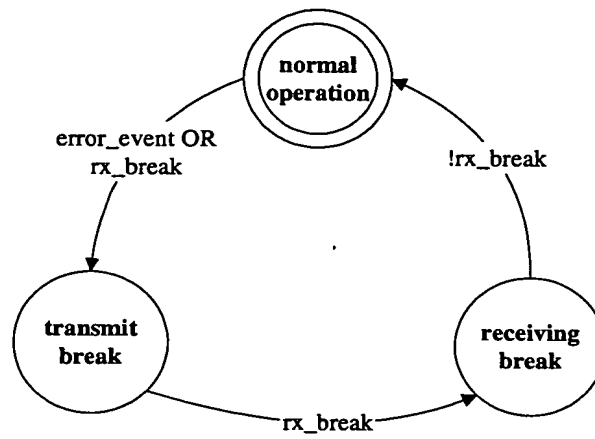 normal
operation
error_event OR
rx_break
!rx_break
transmit
break
receiving
break
rx_break